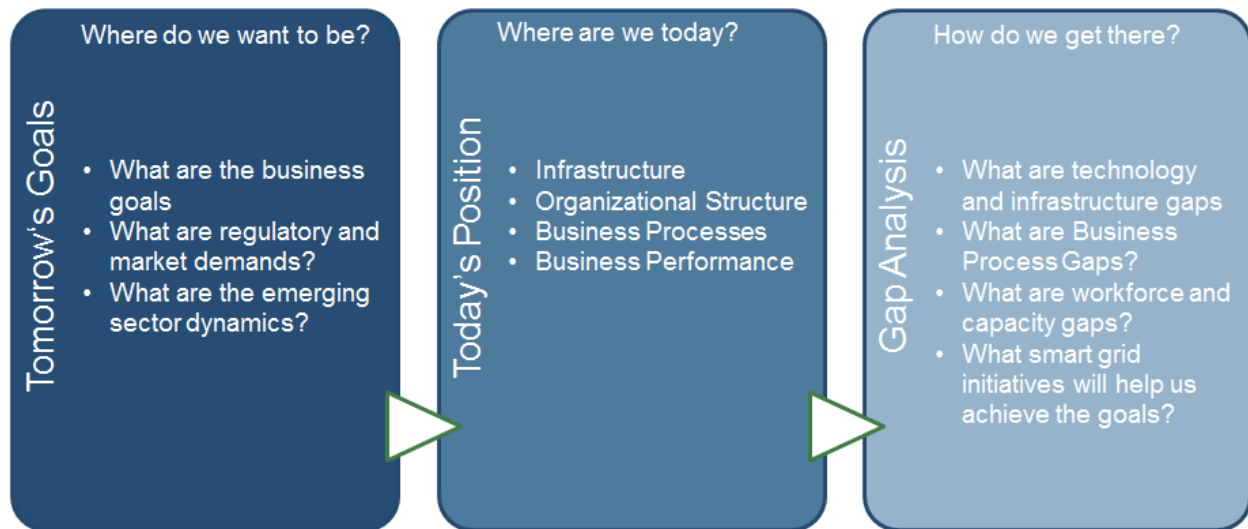 Where do we want to be?
Tomorrow's Goals
• What are the business
goals
• What are regulatory and
market demands?
• What are the emerging
sector dynamics?
Where are we today?
Today's Position
• Infrastructure
• Organizational Structure
• Business Processes
• Business Performance
How do we get there?
Gap Analysis
• What are technology
and infrastructure gaps
• What are Business
Process Gaps?
• What are workforce and
capacity gaps?
• What smart grid
initiatives will help us
achieve the goals?